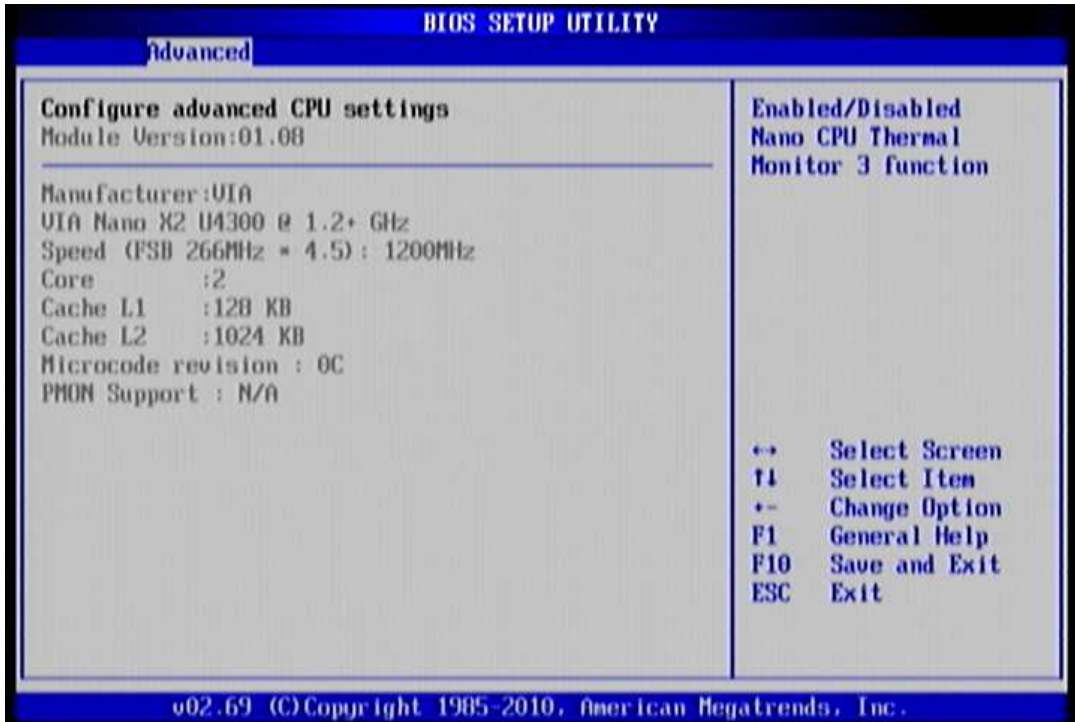 BIOS SETUP UTILITY
Advanced
Configure advanced CPU settings
Module Version:01.08
Manufacturer:VIA
VIA Nano X2 U4300 @ 1.2+ GHz
Speed (FSB 266MHz * 4.5): 1200MHz
Core :2
Cache L1 :128 KB
Cache L2 :1024 KB
Microcode revision : 0C
PMON Support : N/A
Enabled/Disabled
Nano CPU Thermal
Monitor 3 function
↔ Select Screen
↑↓ Select Item
+- Change Option
F1 General Help
F10 Save and Exit
ESC Exit
v02.69 (C)Copyright 1985-2010, American Megatrends, Inc.